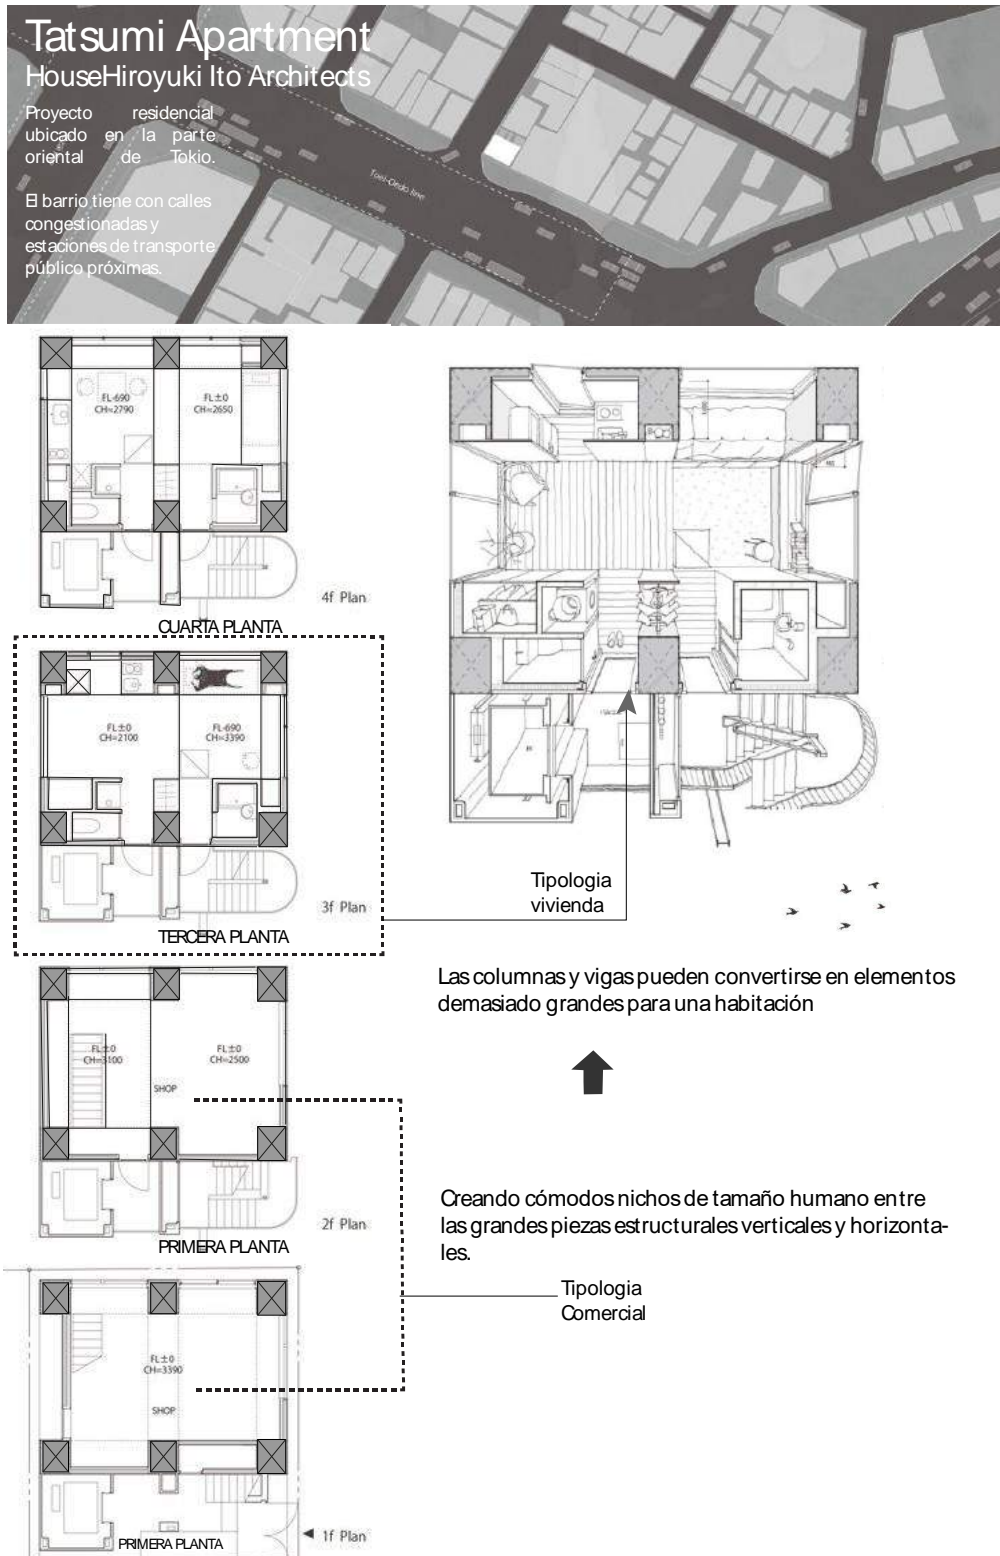 Tatsumi Apartment
HouseHiroyuki Ito Architects
Proyecto residencial
ubicado en la parte
oriental de Tokio.
El barrio tiene con calles
congestionadas y
estaciones de transporte
público próximas.
Toei-Oedo line
FL-690
CH=2790
FL±0
CH=2650
4f Plan
CUARTA PLANTA
FL±0
CH=2100
FL-690
CH=3390
3f Plan
TERCERA PLANTA
Tipologia
vivienda
Las columnas y vigas pueden convertirse en elementos
demasiado grandes para una habitación
FL±0
CH=3100
FL±0
CH=2500
SHOP
2f Plan
PRIMERA PLANTA
Creando cómodos nichos de tamaño humano entre
las grandes piezas estructurales verticales y horizonta-
les.
Tipologia
Comercial
FL±0
CH=3390
SHOP
1f Plan
PRIMERA PLANTA